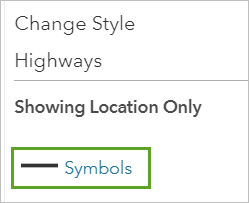 Change Style
Highways
Showing Location Only
Symbols